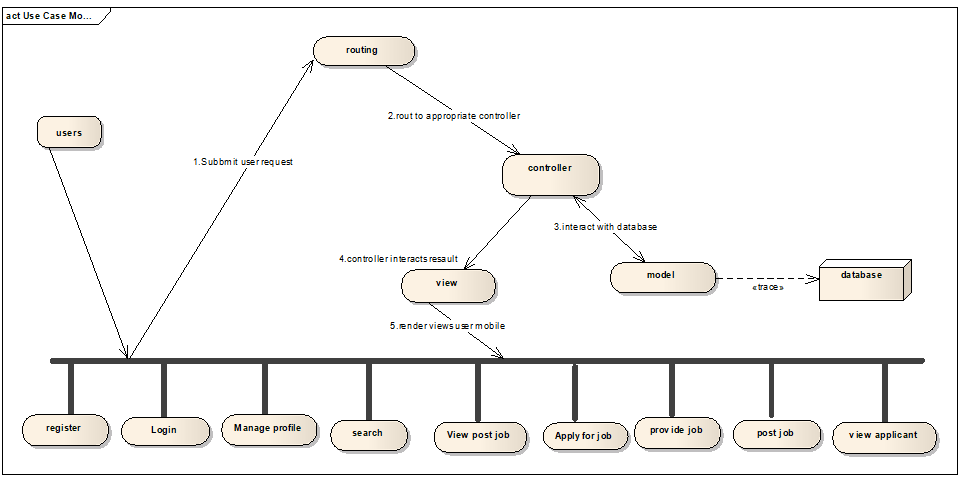 act Use Case Mo...
routing
users
2.rout to appropriate controller
1.Subbmit user request
controller
3.interact with database
4.controller interacts resault
view
model
database
«trace»
5.render views user mobile
register
Login
Manage profile
search
View post job
Apply for job
provide job
post job
view applicant